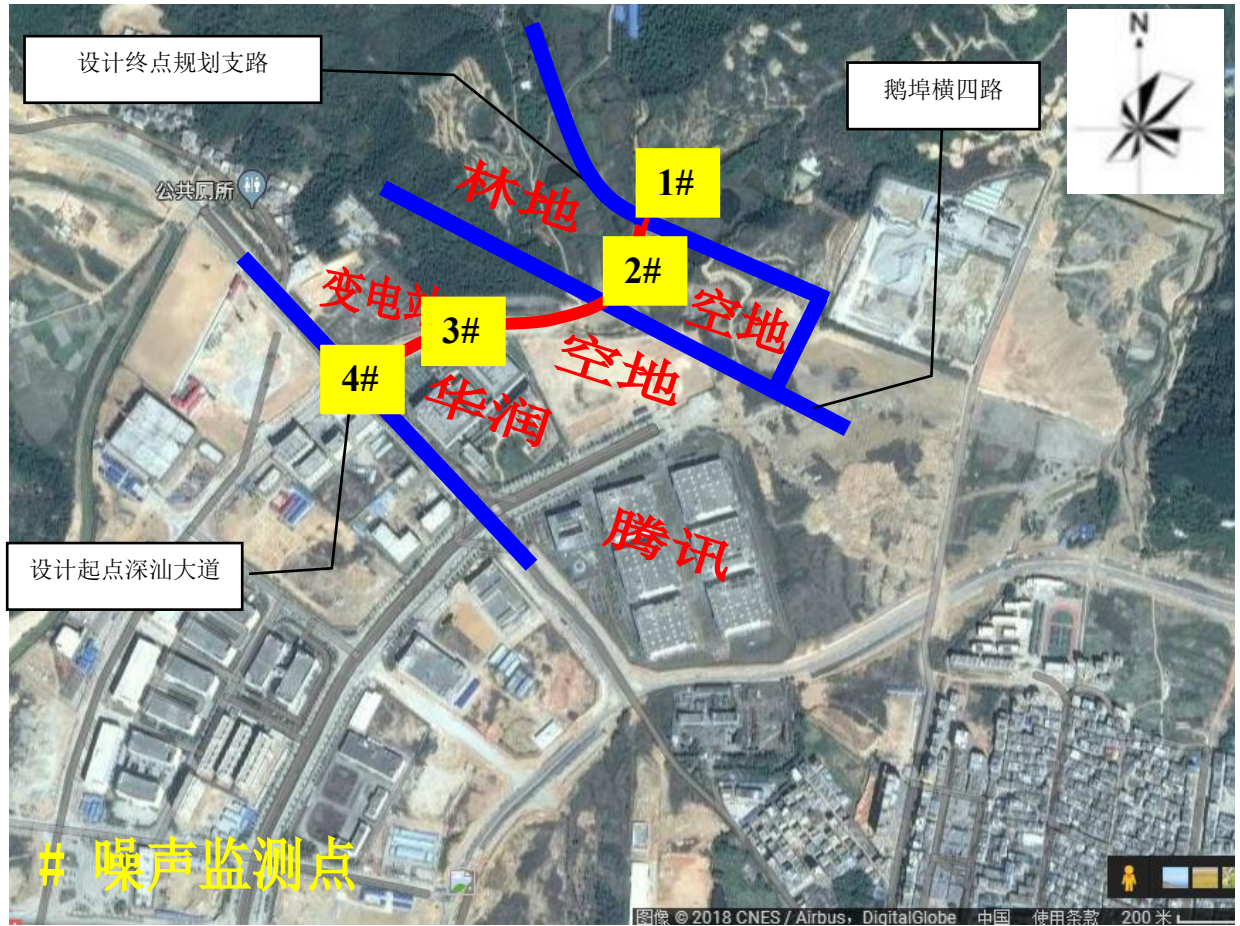 N
设计终点规划支路
鹅埠横四路
公共厕所
林地
1#
2#
变电站
空地
3#
空地
4#
华润
腾讯
设计起点深汕大道
# 噪声监测点
图像 © 2018 CNES / Airbus，DigitalGlobe 中国 使用条款 200 米